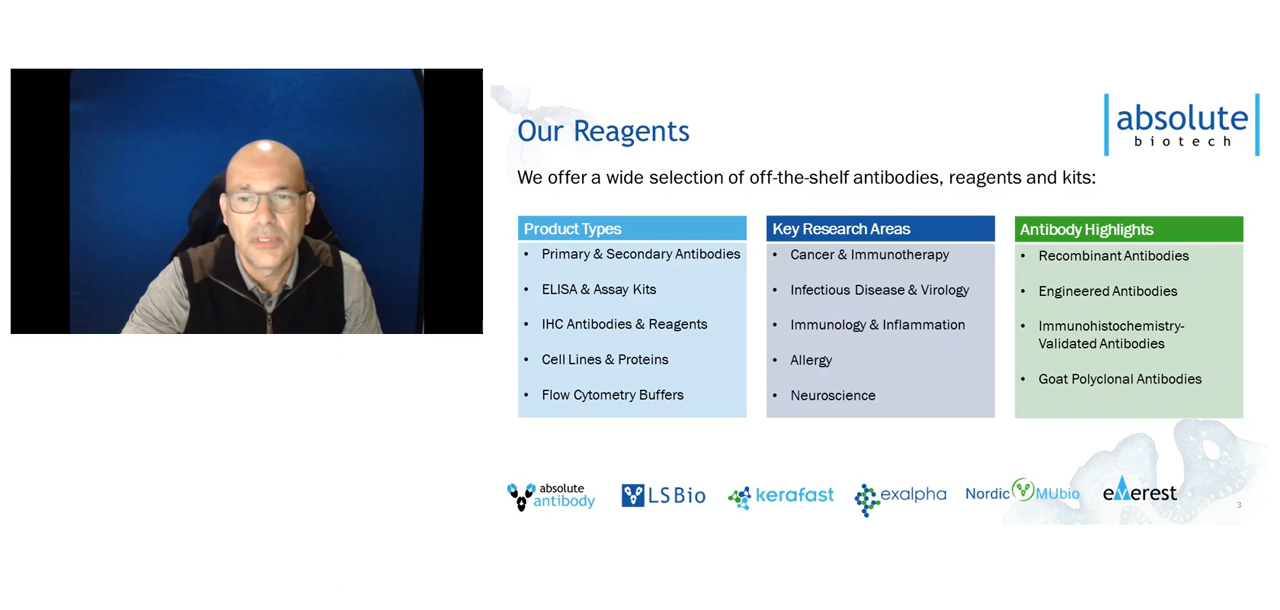 absolute
biotech
Our Reagents
We offer a wide selection of off-the-shelf antibodies, reagents and kits:
Product Types
• Primary & Secondary Antibodies
• ELISA & Assay Kits
• IHC Antibodies & Reagents
• Cell Lines & Proteins
• Flow Cytometry Buffers
Key Research Areas
• Cancer & Immunotherapy
• Infectious Disease & Virology
• Immunology & Inflammation
• Allergy
• Neuroscience
Antibody Highlights
• Recombinant Antibodies
• Engineered Antibodies
• Immunohistochemistry-
Validated Antibodies
• Goat Polyclonal Antibodies
absolute
antibody
LSBio
kerafast
exalpha
Nordic MUbio
everest
3